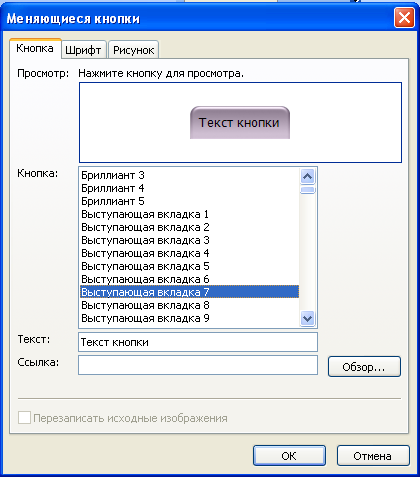 Меняющиеся кнопки
Кнопка Шрифт Рисунок
Просмотр: Нажмите кнопку для просмотра.
Текст кнопки
Кнопка:
Бриллиант 3
Бриллиант 4
Бриллиант 5
Выступающая вкладка 1
Выступающая вкладка 2
Выступающая вкладка 3
Выступающая вкладка 4
Выступающая вкладка 5
Выступающая вкладка 6
Выступающая вкладка 7
Выступающая вкладка 8
Выступающая вкладка 9
Текст: Текст кнопки
Ссылка: Обзор...
Перезаписать исходные изображения
ОК Отмена